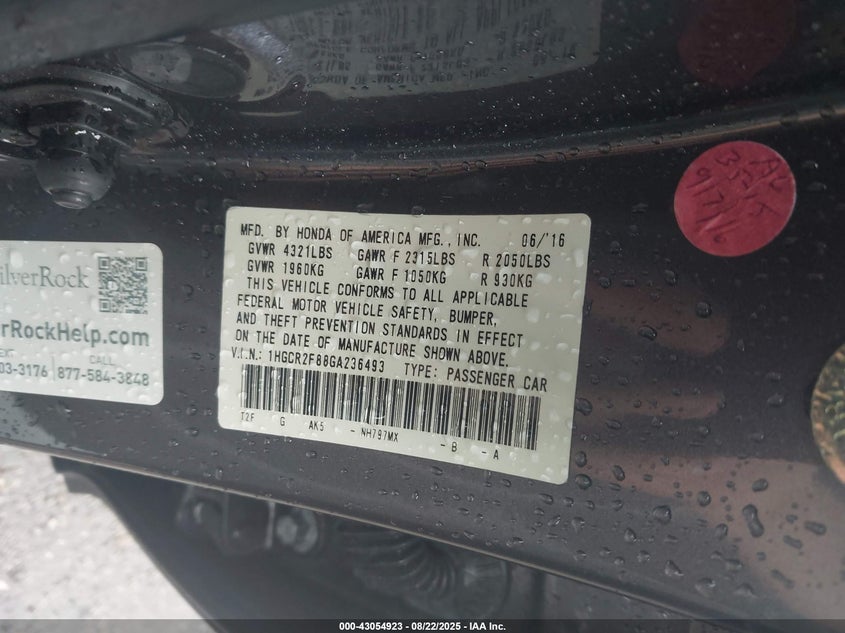 MFD. BY HONDA OF AMERICA MFG., INC. 06/'16
GVWR 4321LBS GAWR F 2315LBS R 2050LBS
GVWR 1960KG GAWR F 1050KG R 930KG
THIS VEHICLE CONFORMS TO ALL APPLICABLE
FEDERAL MOTOR VEHICLE SAFETY, BUMPER,
AND THEFT PREVENTION STANDARDS IN EFFECT
ON THE DATE OF MANUFACTURE SHOWN ABOVE.
V.I.N.: 1HGCR2F88GA236493 TYPE: PASSENGER CAR
T2F G AK5 - NH797MX - B - A
ilverRock
erRockHelp.com
EXT CALL
03-3176 877-584-3848
000-43054923 - 08/22/2025 - IAA Inc.